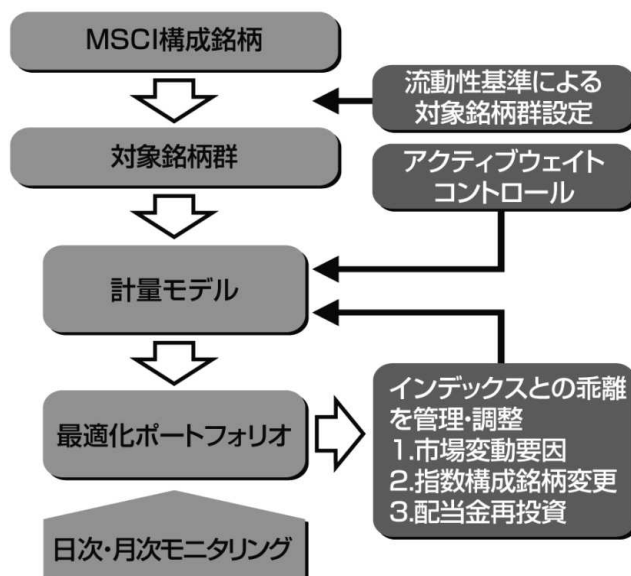 MSCI構成銘柄
流動性基準による
対象銘柄群設定
対象銘柄群
アクティブウェイト
コントロール
計量モデル
最適化ポートフォリオ
インデックスとの乖離
を管理・調整
1.市場変動要因
2.指数構成銘柄変更
3.配当金再投資
日次・月次モニタリング